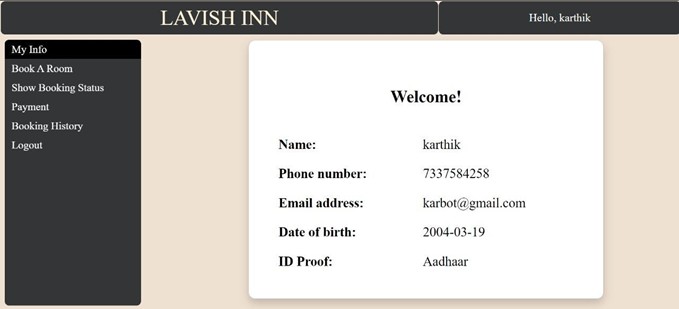 LAVISH INN
Hello, karthik
My Info
Book A Room
Show Booking Status
Payment
Booking History
Logout
Welcome!
Name: karthik
Phone number: 7337584258
Email address: karbot@gmail.com
Date of birth: 2004-03-19
ID Proof: Aadhaar